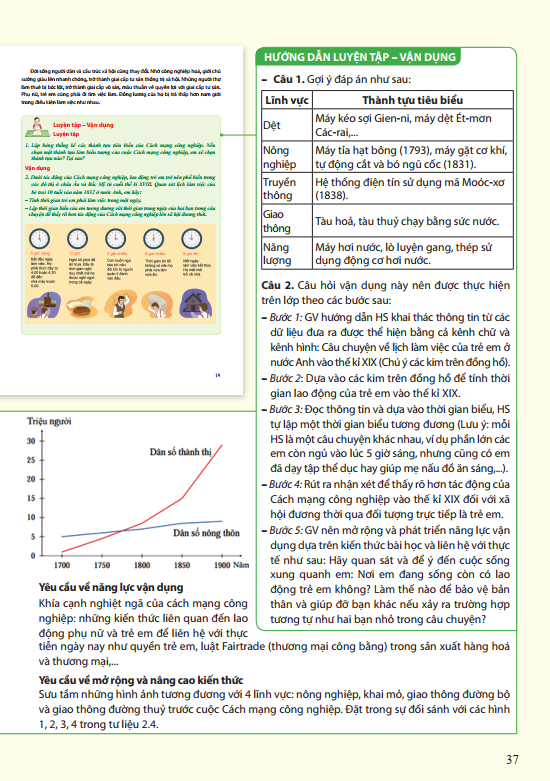 Đời sống người dân và cấu trúc xã hội cũng thay đổi. Nhờ công nghiệp hoá, giới chủ
xưởng giàu lên nhanh chóng, trở thành giai cấp tư sản thống trị xã hội. Những người thợ
làm thuê bị bóc lột, trở thành giai cấp vô sản, mâu thuẫn về quyền lợi với giai cấp tư sản.
Phụ nữ, trẻ em cũng phải đi tìm việc làm. Đồng lương của họ bị trả thấp hơn nam giới
trong điều kiện làm việc như nhau.
Luyện tập – Vận dụng
Luyện tập
1. Lập bảng thống kê các thành tựu tiêu biểu của Cách mạng công nghiệp. Nếu
chọn một thành tựu làm biểu tượng của cuộc Cách mạng công nghiệp, em sẽ chọn
thành tựu nào? Tại sao?
Vận dụng
2. Dưới tác động của Cách mạng công nghiệp, lao động trẻ em trở nên phổ biến trong
các đô thị ở châu Âu và Bắc Mỹ từ cuối thế kỉ XVIII. Quan sát lịch làm việc của
bé trai 10 tuổi vào năm 1832 ở nước Anh, em hãy:
– Tính thời gian trẻ em phải làm việc trong một ngày.
– Lập thời gian biểu của em tương đương với thời gian trong ngày của hai bạn trong câu
chuyện để thấy rõ hơn tác động của Cách mạng công nghiệp lên xã hội đương thời.
19
HƯỚNG DẪN LUYỆN TẬP – VẬN DỤNG
– Câu 1. Gợi ý đáp án như sau:
Lĩnh vực Thành tựu tiêu biểu
Dệt Máy kéo sợi Gien-ni, máy dệt Ét-mơn
Các-rai,...
Nông Máy tỉa hạt bông (1793), máy gặt cơ khí,
nghiệp tự động cắt và bó ngũ cốc (1831).
Truyền Hệ thống điện tín sử dụng mã Moóc-xơ
thông (1838).
Giao
thông Tàu hoả, tàu thuỷ chạy bằng sức nước.
Năng Máy hơi nước, lò luyện gang, thép sử
lượng dụng động cơ hơi nước.
Câu 2. Câu hỏi vận dụng này nên được thực hiện
trên lớp theo các bước sau:
– Bước 1: GV hướng dẫn HS khai thác thông tin từ các
dữ liệu đưa ra được thể hiện bằng cả kênh chữ và
kênh hình: Câu chuyện về lịch làm việc của trẻ em ở
nước Anh vào thế kỉ XIX (Chú ý các kim trên đồng hồ).
– Bước 2: Dựa vào các kim trên đồng hồ để tính thời
gian lao động của trẻ em vào thế kỉ XIX.
– Bước 3: Đọc thông tin và dựa vào thời gian biểu, HS
tự lập một thời gian biểu tương đương (Lưu ý: mỗi
HS là một câu chuyện khác nhau, ví dụ phần lớn các
em còn ngủ vào lúc 5 giờ sáng, nhưng cũng có em
đã dạy tập thể dục hay giúp mẹ nấu đồ ăn sáng,...).
– Bước 4: Rút ra nhận xét để thấy rõ hơn tác động của
Cách mạng công nghiệp vào thế kỉ XIX đối với xã
hội đương thời qua đối tượng trực tiếp là trẻ em.
– Bước 5: GV nên mở rộng và phát triển năng lực vận
dụng dựa trên kiến thức bài học và liên hệ với thực
tế như sau: Hãy quan sát và để ý đến cuộc sống
xung quanh em: Nơi em đang sống còn có lao
động trẻ em không? Làm thế nào để bảo vệ bản
thân và giúp đỡ bạn khác nếu xảy ra trường hợp
tương tự như hai bạn nhỏ trong câu chuyện?
Triệu người
30
25
20
15
10
5
0
Dân số thành thị
Dân số nông thôn
1700 1750 1800 1850 1900 Năm
Yêu cầu về năng lực vận dụng
Khía cạnh nghiệt ngã của cách mạng công
nghiệp: những kiến thức liên quan đến lao
động phụ nữ và trẻ em để liên hệ với thực
tiễn ngày nay như quyền trẻ em, luật Fairtrade (thương mại công bằng) trong sản xuất hàng hoá
và thương mại,...
Yêu cầu về mở rộng và nâng cao kiến thức
Sưu tầm những hình ảnh tương đương với 4 lĩnh vực: nông nghiệp, khai mỏ, giao thông đường bộ
và giao thông đường thuỷ trước cuộc Cách mạng công nghiệp. Đặt trong sự đối sánh với các hình
1, 2, 3, 4 trong tư liệu 2.4.
37